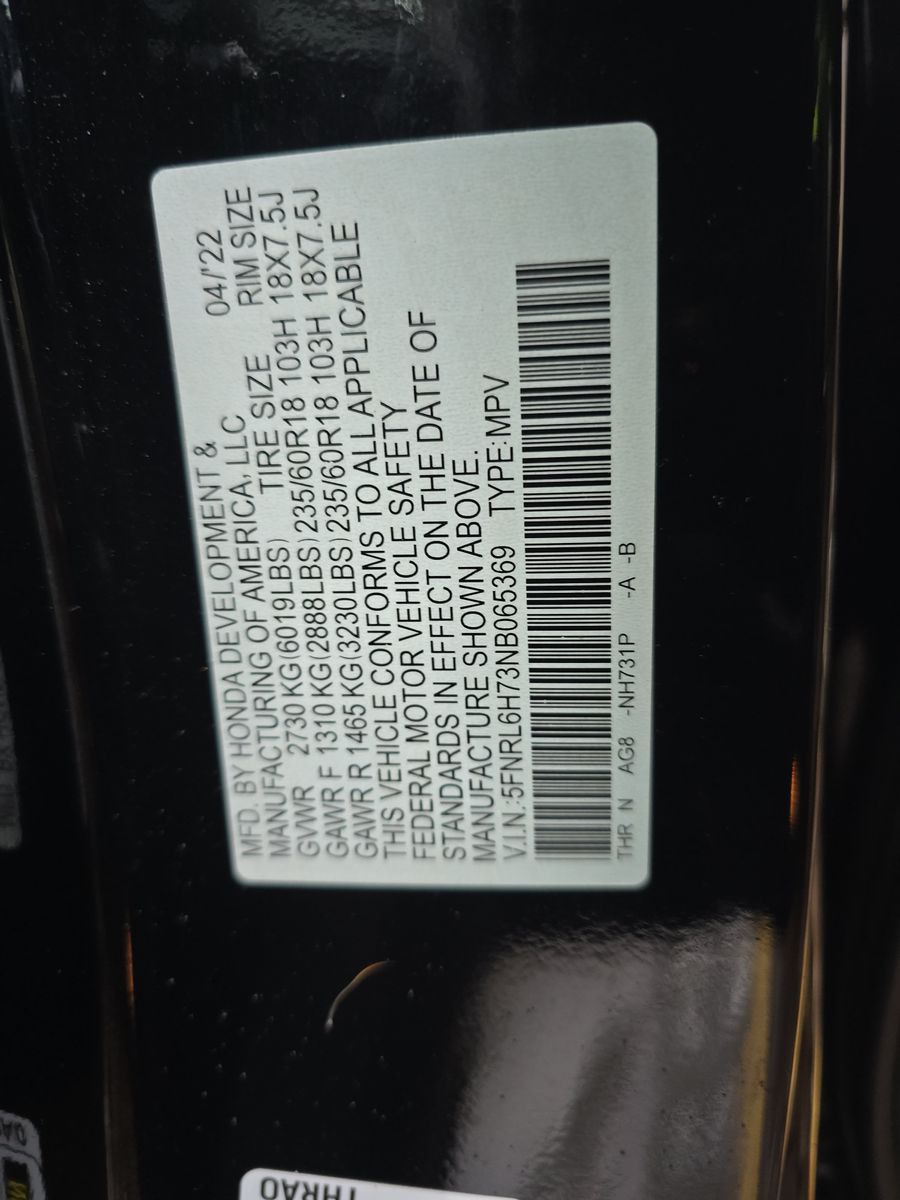 MFD. BY HONDA DEVELOPMENT &
MANUFACTURING OF AMERICA, LLC 04/'22
GVWR 2730 KG(6019LBS) TIRE SIZE RIM SIZE
GAWR F 1310 KG(2888LBS) 235/60R18 103H 18X7.5J
GAWR R 1465 KG(3230LBS) 235/60R18 103H 18X7.5J
THIS VEHICLE CONFORMS TO ALL APPLICABLE
FEDERAL MOTOR VEHICLE SAFETY
STANDARDS IN EFFECT ON THE DATE OF
MANUFACTURE SHOWN ABOVE.
V.I.N.:5FNRL6H73NB065369 TYPE:MPV
THR N AG8 -NH731P -A -B